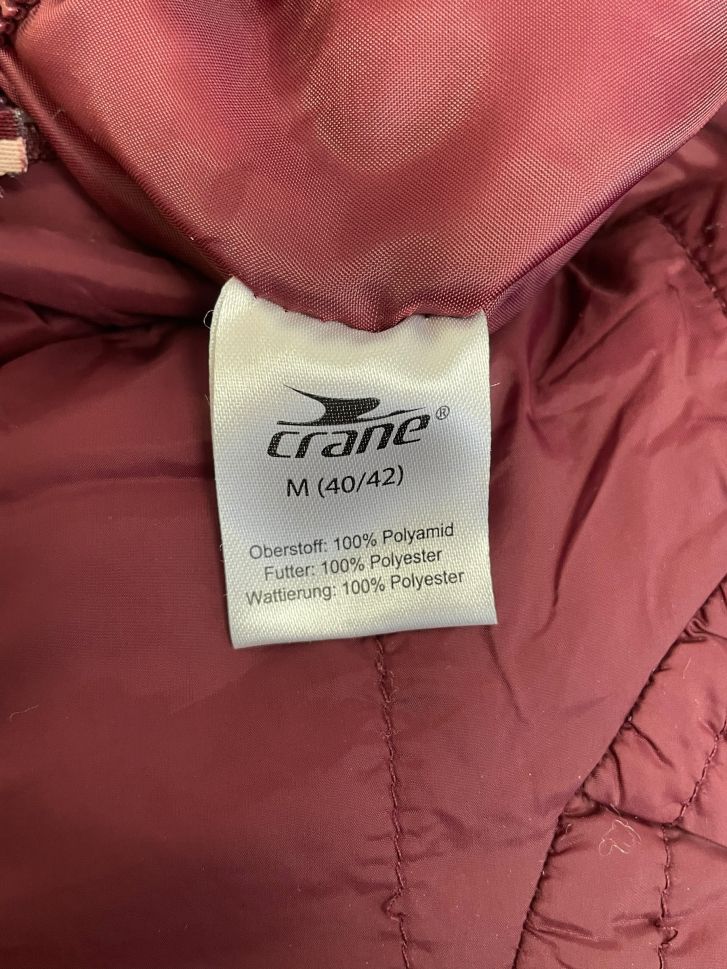 crane®
M (40/42)
Oberstoff: 100% Polyamid
Futter: 100% Polyester
Wattierung: 100% Polyester